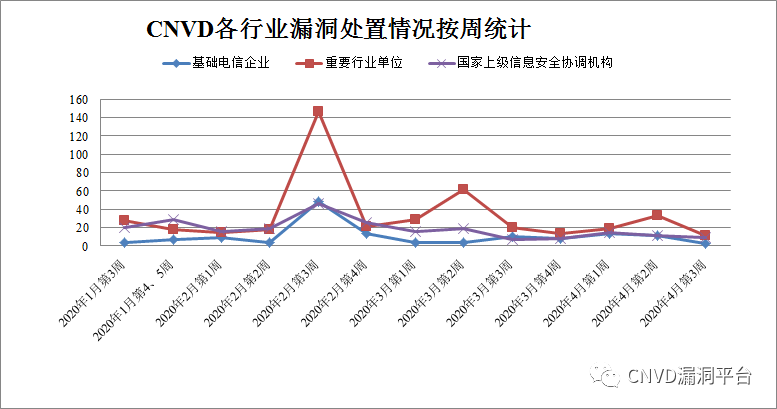 CNVD各行业漏洞处置情况按周统计
基础电信企业 重要行业单位 国家上级信息安全协调机构
160
140
120
100
80
60
40
20
0
2020年1月第3周
2020年1月第4、5周
2020年2月第1周
2020年2月第2周
2020年2月第3周
2020年2月第4周
2020年3月第1周
2020年3月第2周
2020年3月第3周
2020年3月第4周
2020年4月第1周
2020年4月第2周
2020年4月第3周
CNVD漏洞平台